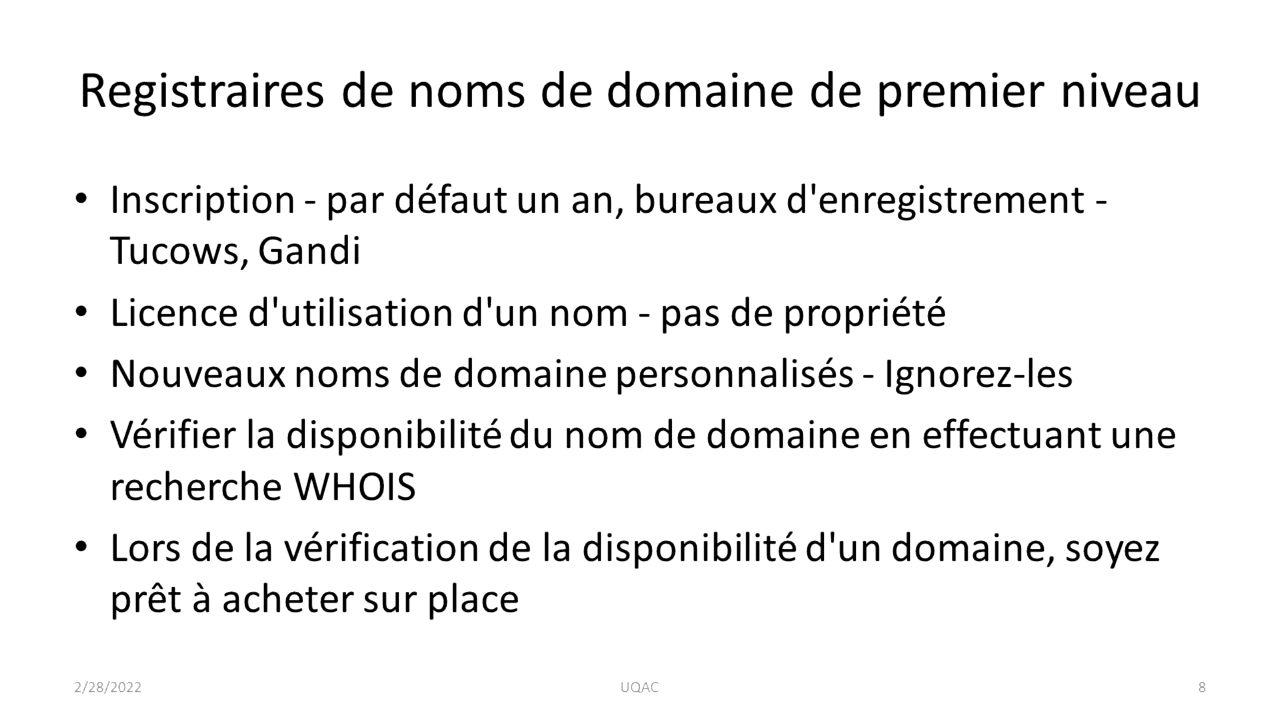 Registraires de noms de domaine de premier niveau
• Inscription - par défaut un an, bureaux d'enregistrement -
Tucows, Gandi
• Licence d'utilisation d'un nom - pas de propriété
• Nouveaux noms de domaine personnalisés - Ignorez-les
• Vérifier la disponibilité du nom de domaine en effectuant une
recherche WHOIS
• Lors de la vérification de la disponibilité d'un domaine, soyez
prêt à acheter sur place
2/28/2022
UQAC
8